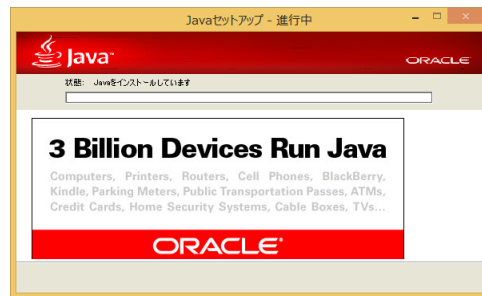 Javaセットアップ - 進行中
Java™
ORACLE
状態: Javaをインストールしています
3 Billion Devices Run Java
Computers, Printers, Routers, Cell Phones, BlackBerry,
Kindle, Parking Meters, Public Transportation Passes, ATMs,
Credit Cards, Home Security Systems, Cable Boxes, TVs...
ORACLE®